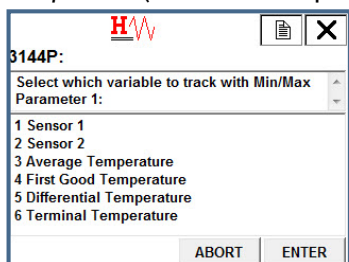 H
3144P:
Select which variable to track with Min/Max
Parameter 1:
1 Sensor 1
2 Sensor 2
3 Average Temperature
4 First Good Temperature
5 Differential Temperature
6 Terminal Temperature
ABORT ENTER